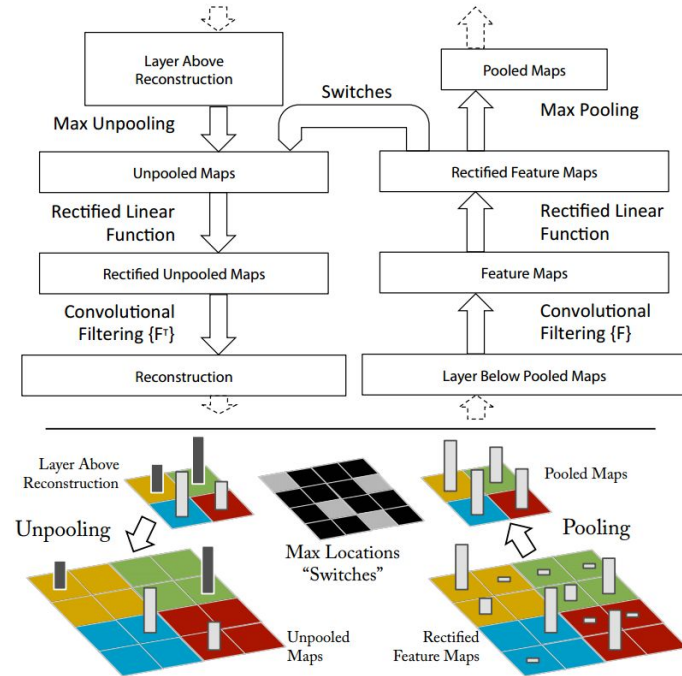 Layer Above
Reconstruction
Pooled Maps
Switches
Max Unpooling
Max Pooling
Unpooled Maps
Rectified Feature Maps
Rectified Linear
Function
Rectified Linear
Function
Rectified Unpooled Maps
Feature Maps
Convolutional
Filtering {Fᵀ}
Convolutional
Filtering {F}
Reconstruction
Layer Below Pooled Maps
Layer Above
Reconstruction
Pooled Maps
Unpooling
Pooling
Max Locations
“Switches”
Unpooled
Maps
Rectified
Feature Maps